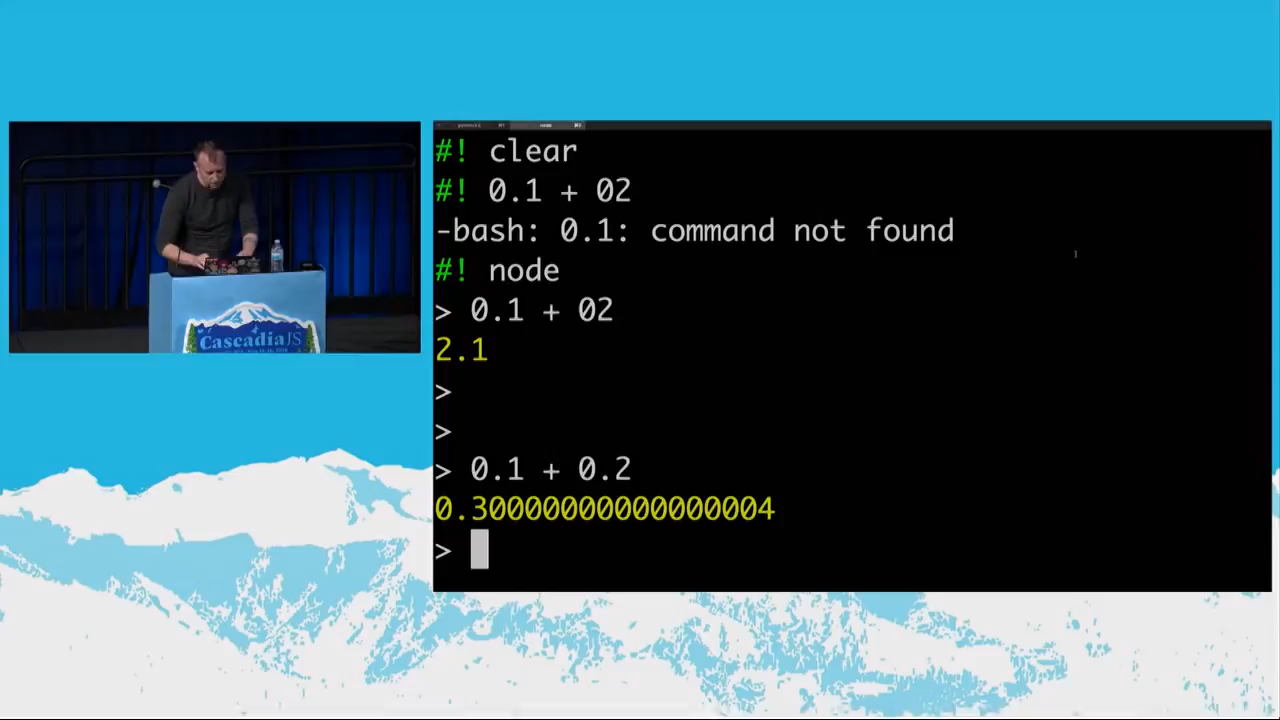 CascadiaJS
#! clear
#! 0.1 + 02
-bash: 0.1: command not found
#! node
> 0.1 + 02
2.1
>
>
> 0.1 + 0.2
0.30000000000000004
>